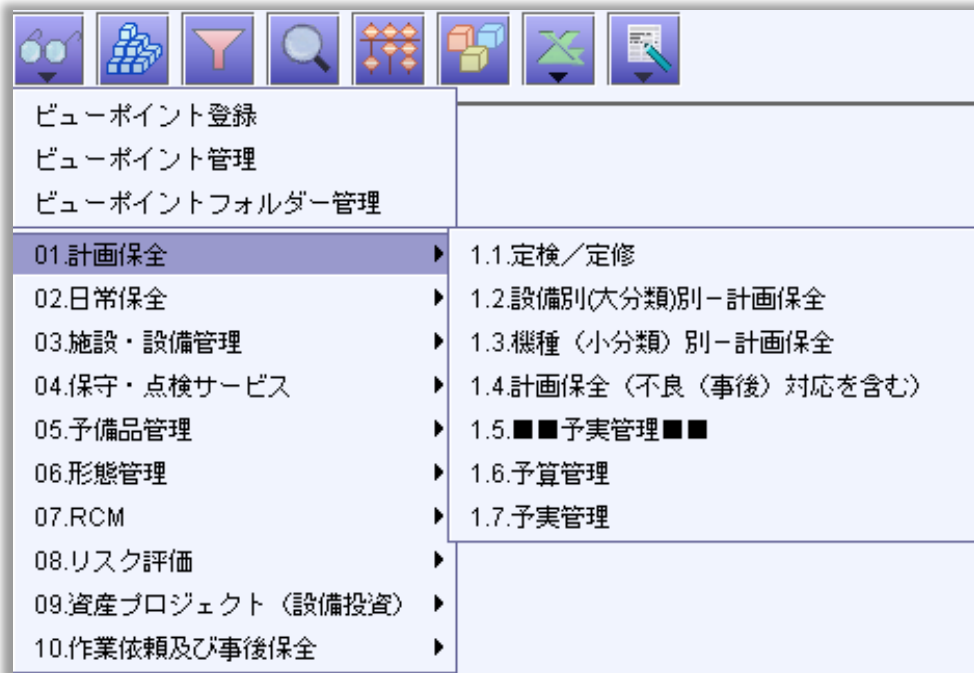 ビューポイント登録
ビューポイント管理
ビューポイントフォルダー管理
01.計画保全
02.日常保全
03.施設・設備管理
04.保守・点検サービス
05.予備品管理
06.形態管理
07.RCM
08.リスク評価
09.資産プロジェクト（設備投資）
10.作業依頼及び事後保全
1.1.定検／定修
1.2.設備別(大分類)別－計画保全
1.3.機種（小分類）別－計画保全
1.4.計画保全（不良（事後）対応を含む）
1.5.■■予実管理■■
1.6.予算管理
1.7.予実管理